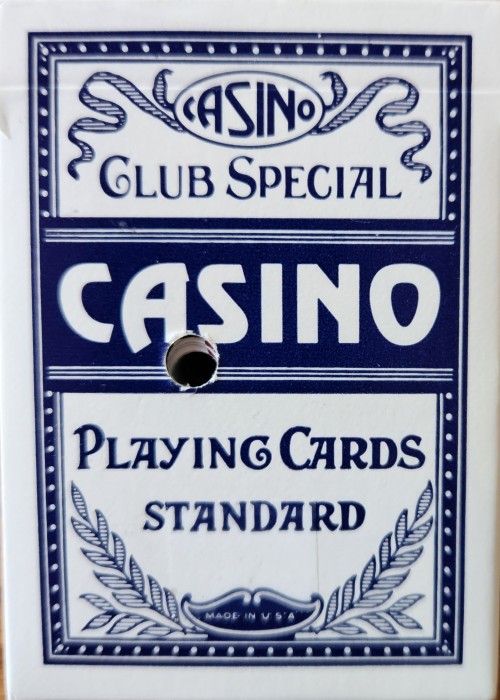 CASINO
CLUB SPECIAL
CASINO
PLAYING CARDS
STANDARD
MADE IN U.S.A